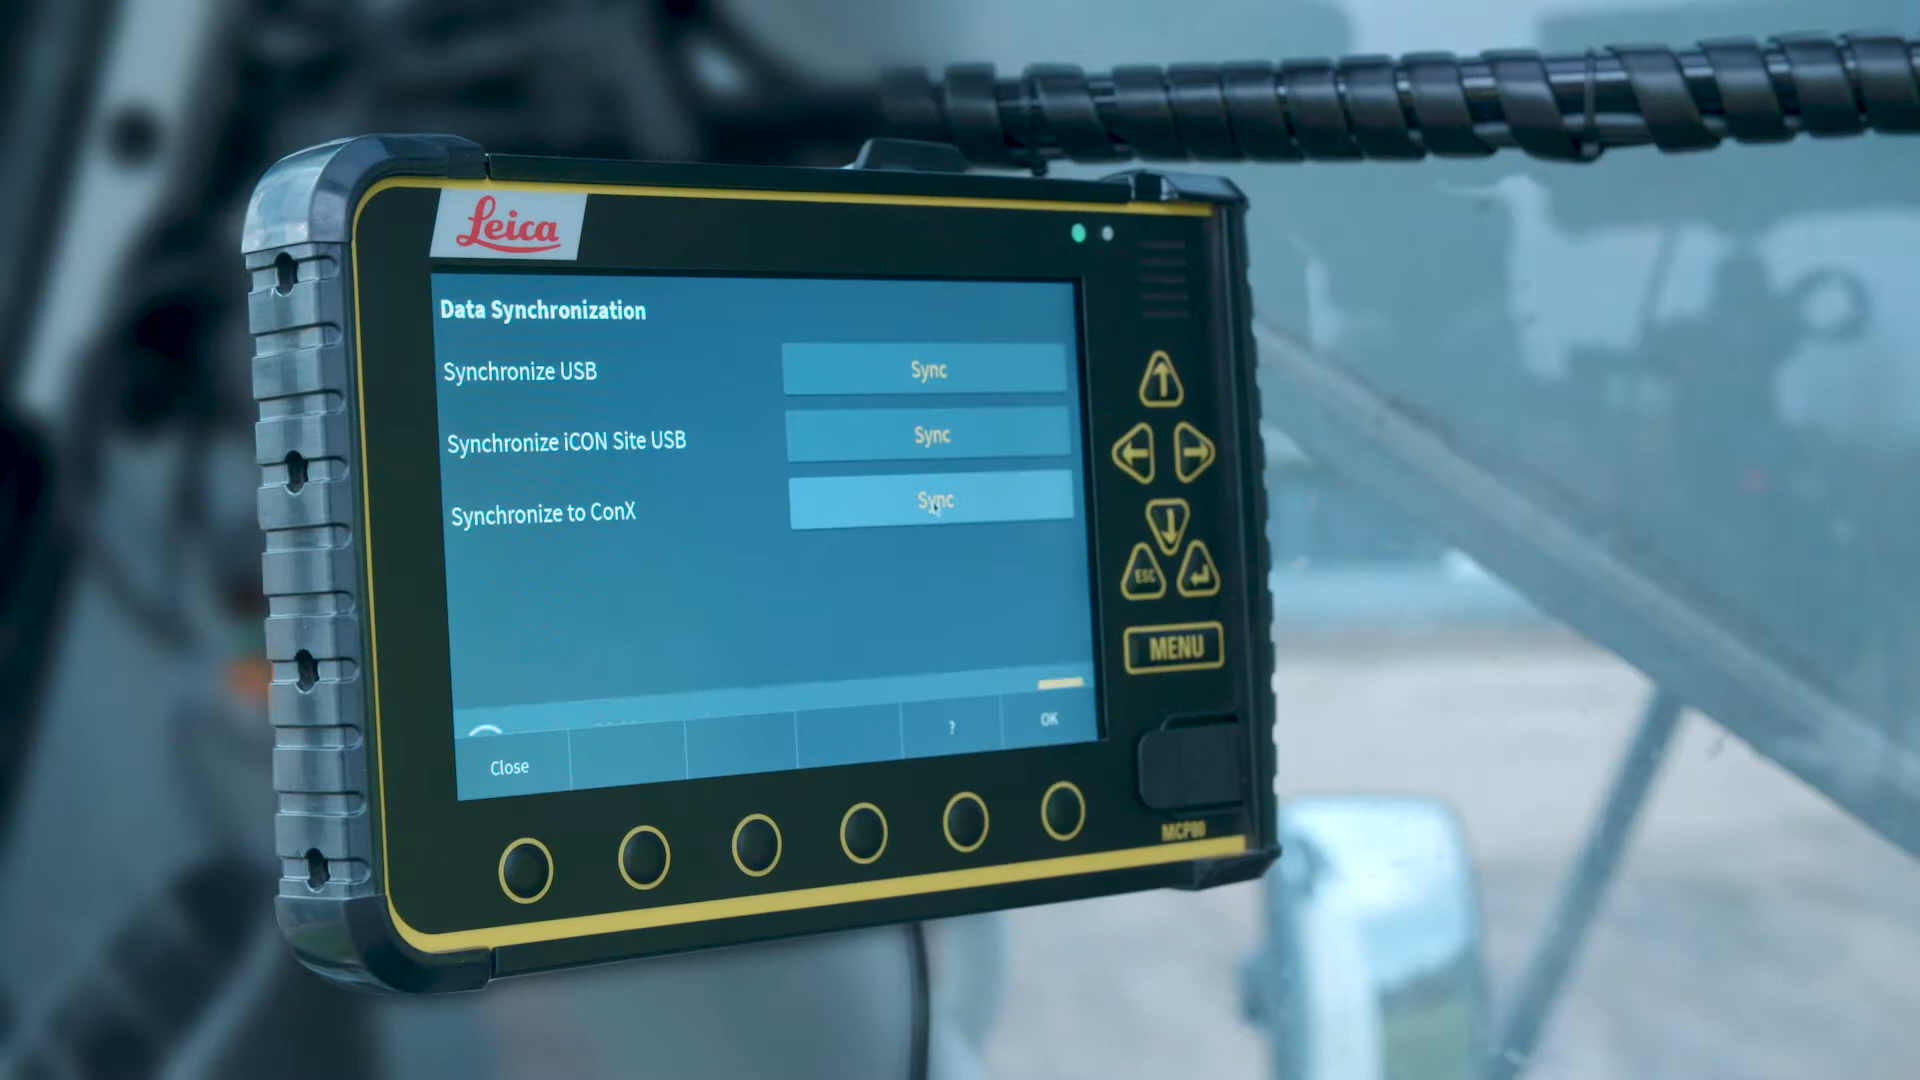 Leica
Data Synchronization
Synchronize USB
Sync
Synchronize iCON Site USB
Sync
Synchronize to ConX
Sync
Close
?
OK
ESC
MENU
MCP80